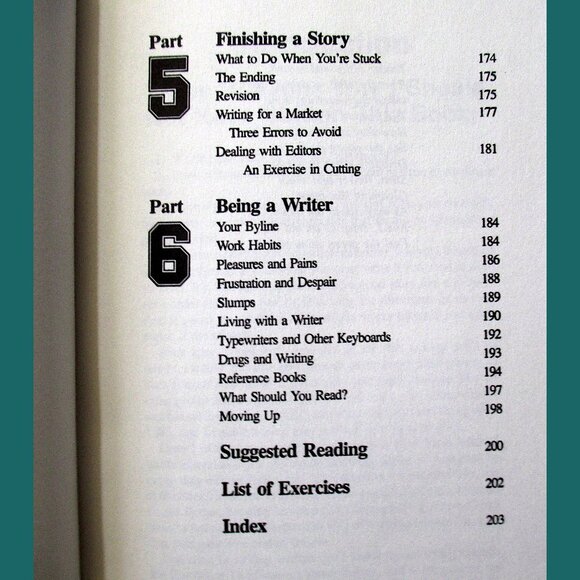 Part 5 Finishing a Story
What to Do When You're Stuck 174
The Ending 175
Revision 175
Writing for a Market 177
Three Errors to Avoid
Dealing with Editors 181
An Exercise in Cutting
Part 6 Being a Writer
Your Byline 184
Work Habits 184
Pleasures and Pains 186
Frustration and Despair 188
Slumps 189
Living with a Writer 190
Typewriters and Other Keyboards 192
Drugs and Writing 193
Reference Books 194
What Should You Read? 197
Moving Up 198
Suggested Reading 200
List of Exercises 202
Index 203